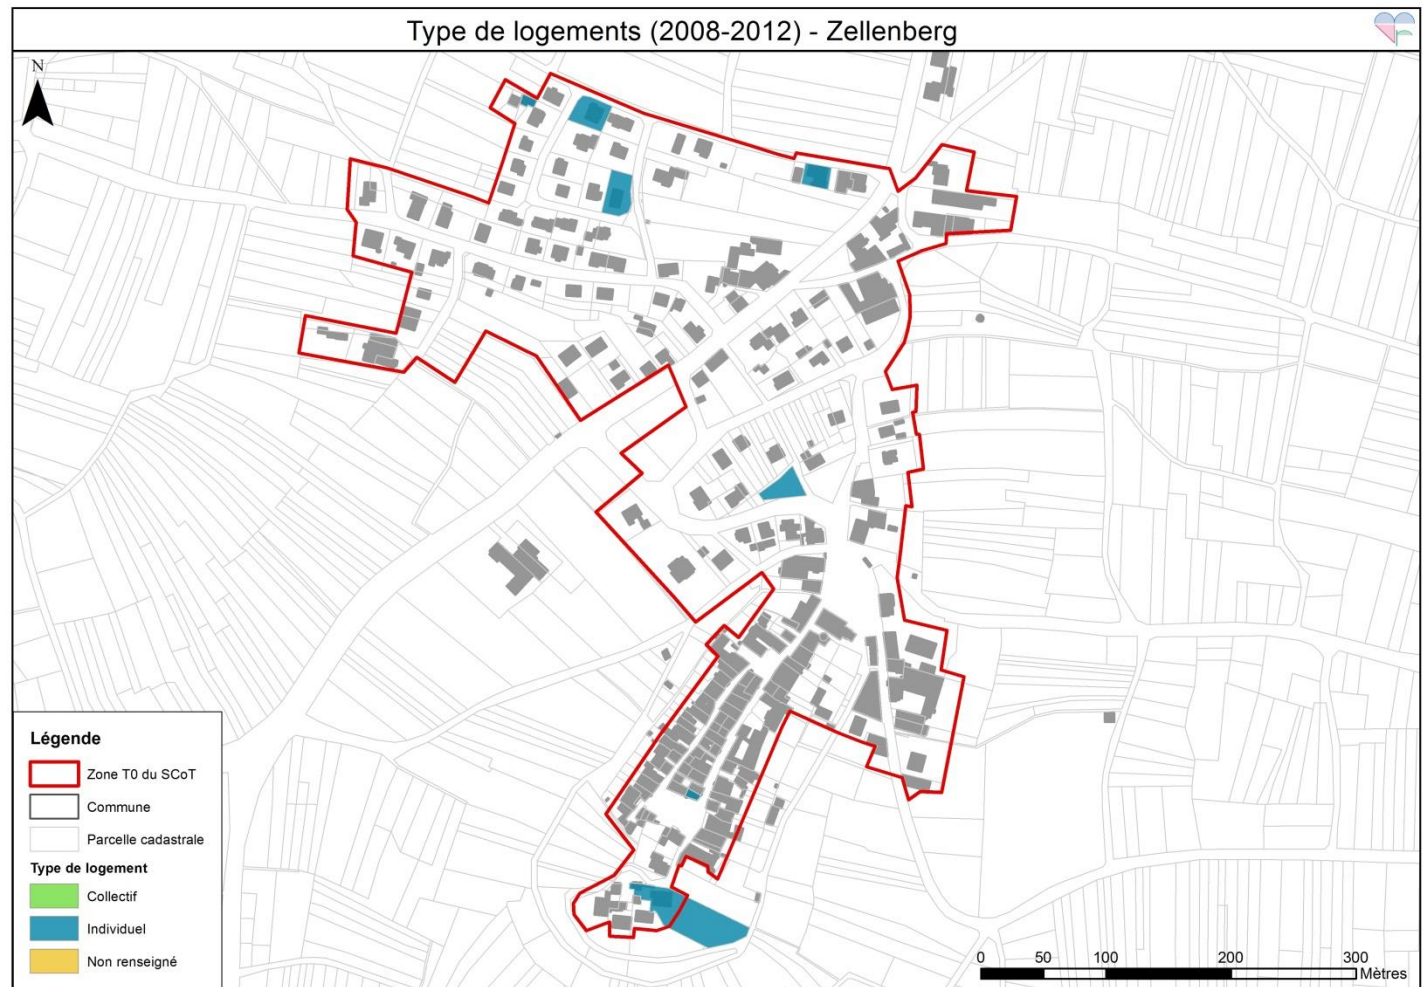 Type de logements (2008-2012) - Zellenberg
N
Légende
Zone T0 du SCoT
Commune
Parcelle cadastrale
Type de logement
Collectif
Individuel
Non renseigné
0 50 100 200 300
Mètres